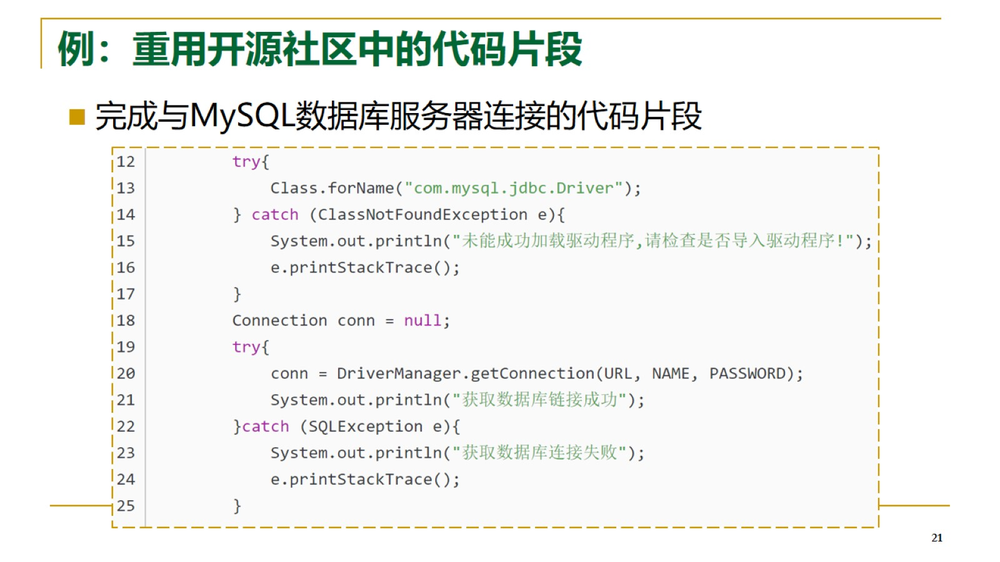 例：重用开源社区中的代码片段
完成与MySQL数据库服务器连接的代码片段
12 try{
13 Class.forName("com.mysql.jdbc.Driver");
14 } catch (ClassNotFoundException e){
15 System.out.println("未能成功加载驱动程序,请检查是否导入驱动程序!");
16 e.printStackTrace();
17 }
18 Connection conn = null;
19 try{
20 conn = DriverManager.getConnection(URL, NAME, PASSWORD);
21 System.out.println("获取数据库链接成功");
22 }catch (SQLException e){
23 System.out.println("获取数据库连接失败");
24 e.printStackTrace();
25 }
21